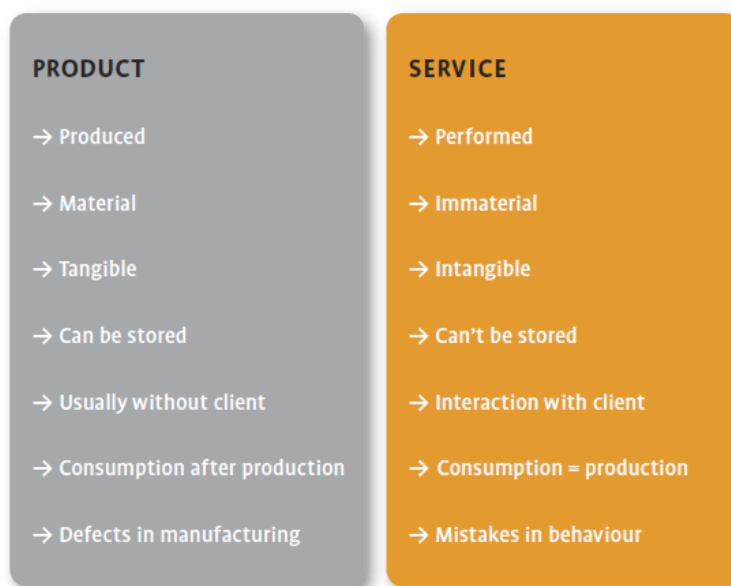 PRODUCT
→ Produced
→ Material
→ Tangible
→ Can be stored
→ Usually without client
→ Consumption after production
→ Defects in manufacturing
SERVICE
→ Performed
→ Immaterial
→ Intangible
→ Can't be stored
→ Interaction with client
→ Consumption = production
→ Mistakes in behaviour